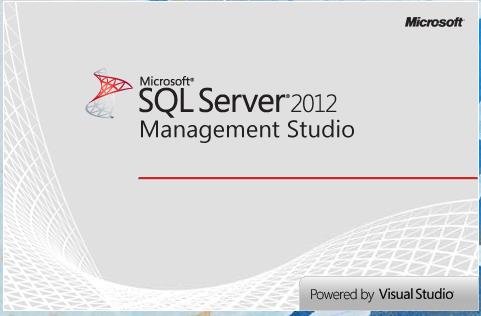 Microsoft
Microsoft®
SQL Server® 2012
Management Studio
Powered by Visual Studio